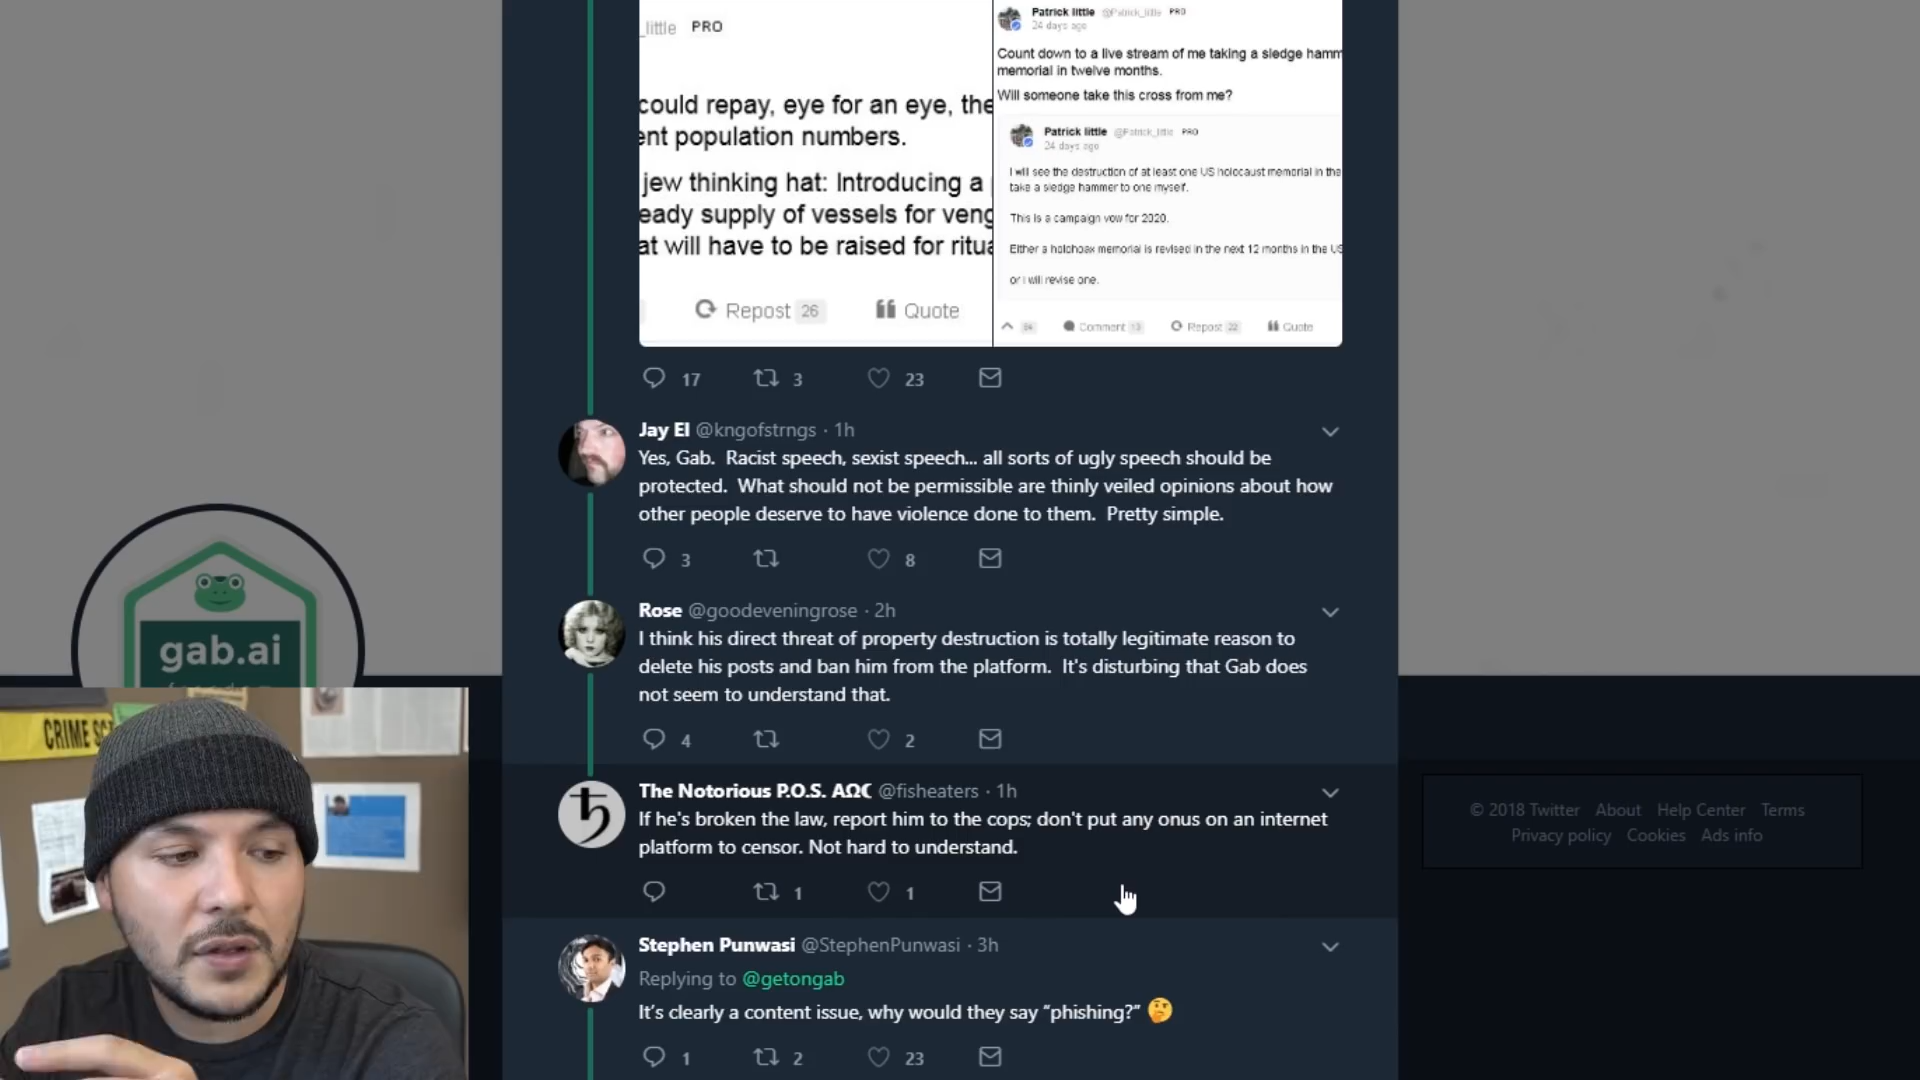 _little PRO
could repay, eye for an eye, the
ent population numbers.
jew thinking hat: Introducing a
eady supply of vessels for veng
at will have to be raised for ritua
Repost 26
Quote
Patrick little @Patrick_little PRO
24 days ago
Count down to a live stream of me taking a sledge hamm
memorial in twelve months.
Will someone take this cross from me?
Patrick little @Patrick_little PRO
24 days ago
I will see the destruction of at least one US holocaust memorial in the
take a sledge hammer to one myself.
This is a campaign vow for 2020.
Either a holohoax memorial is revised in the next 12 months in the US
or I will revise one.
Comment 13
Repost 22
Quote
17 3 23
Jay El @kngofstrngs · 1h
Yes, Gab. Racist speech, sexist speech... all sorts of ugly speech should be
protected. What should not be permissible are thinly veiled opinions about how
other people deserve to have violence done to them. Pretty simple.
3 8
Rose @goodeveningrose · 2h
I think his direct threat of property destruction is totally legitimate reason to
delete his posts and ban him from the platform. It's disturbing that Gab does
not seem to understand that.
4 2
The Notorious P.O.S. ΑΩ☾ @fisheaters · 1h
If he's broken the law, report him to the cops; don't put any onus on an internet
platform to censor. Not hard to understand.
1 1
Stephen Punwasi @StephenPunwasi · 3h
Replying to @getongab
It's clearly a content issue, why would they say "phishing?" 🤔
1 2 23
gab.ai
CRIME SC
© 2018 Twitter About Help Center Terms
Privacy policy Cookies Ads info